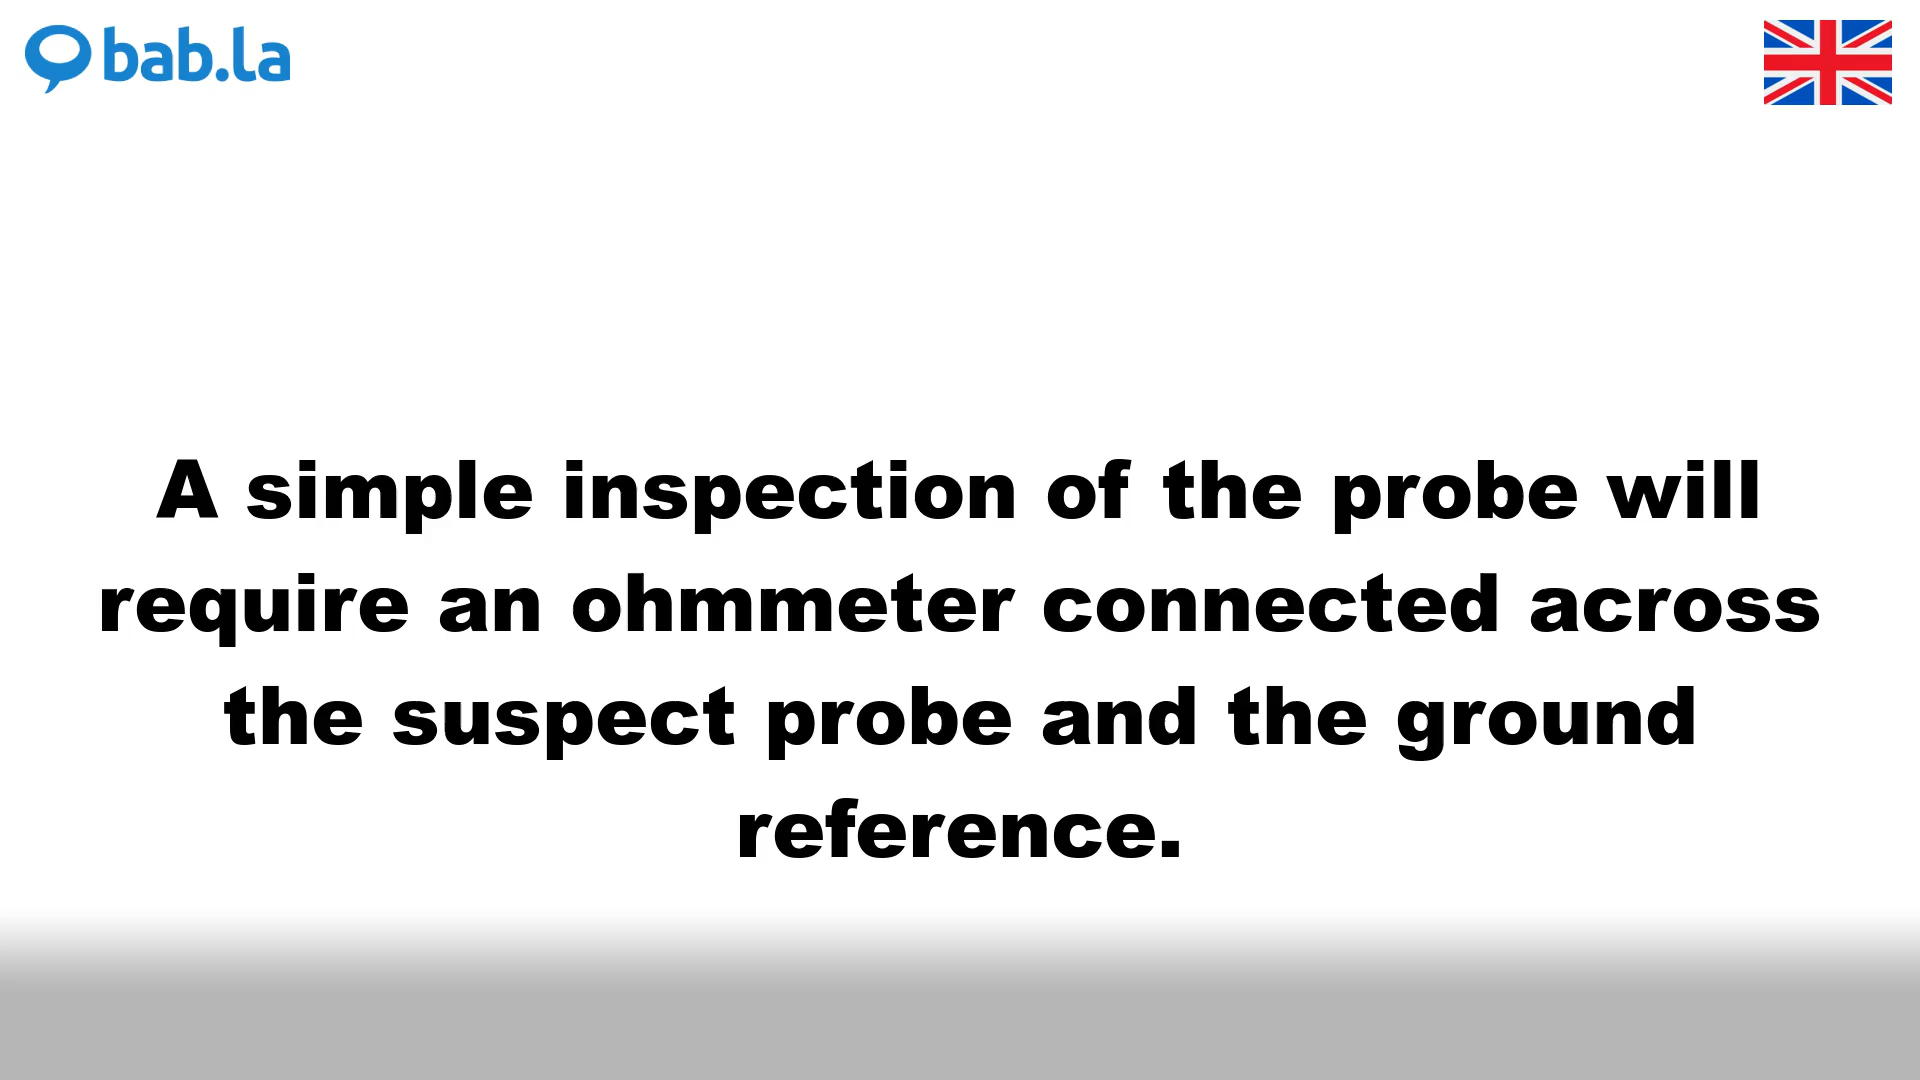 bab.la
A simple inspection of the probe will
require an ohmmeter connected across
the suspect probe and the ground
reference.